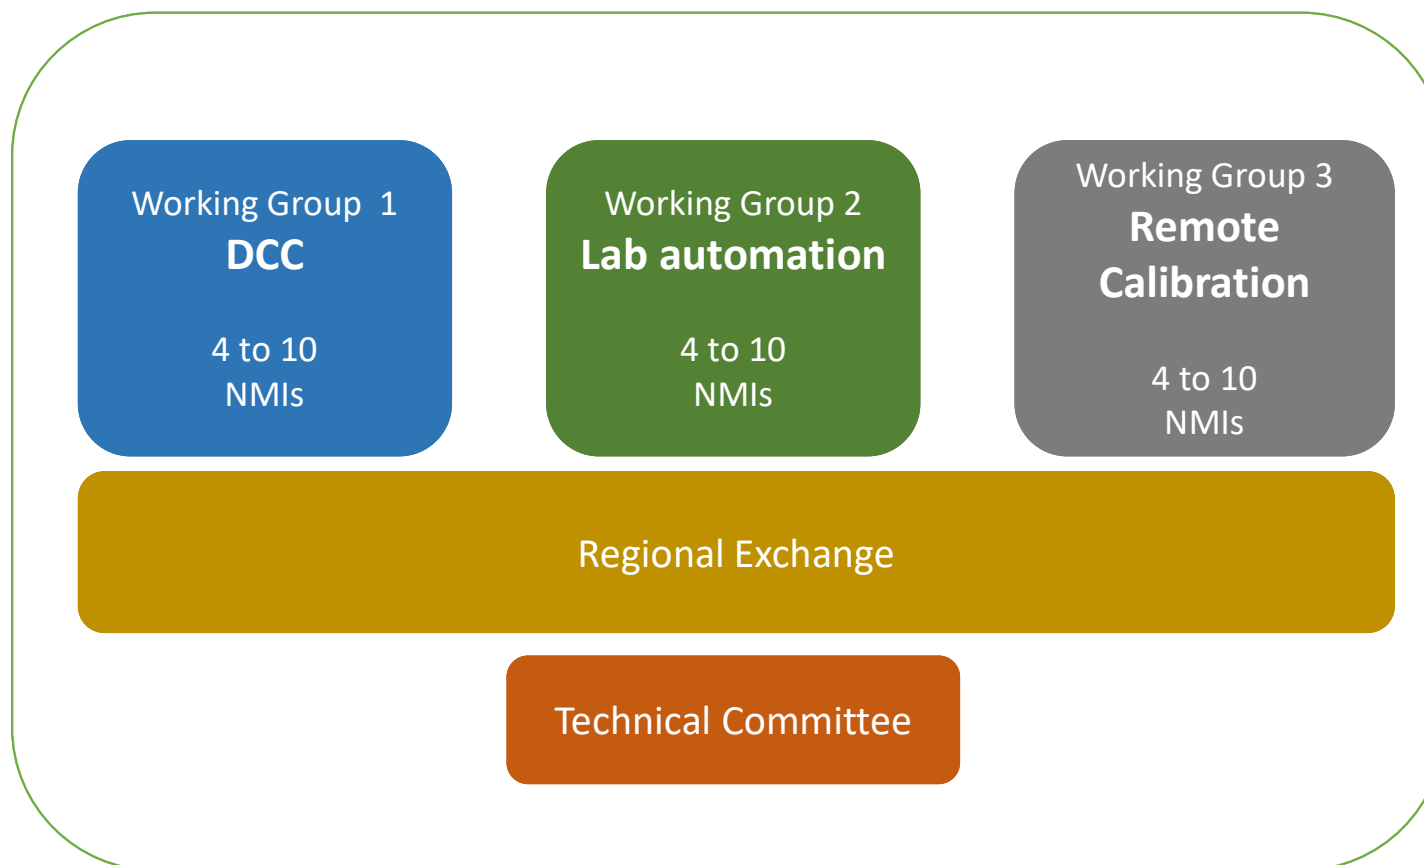 Working Group  1
DCC
4 to 10
NMIs
Working Group 2
Lab automation
4 to 10
NMIs
Working Group 3
Remote
Calibration
4 to 10
NMIs
Regional Exchange
Technical Committee